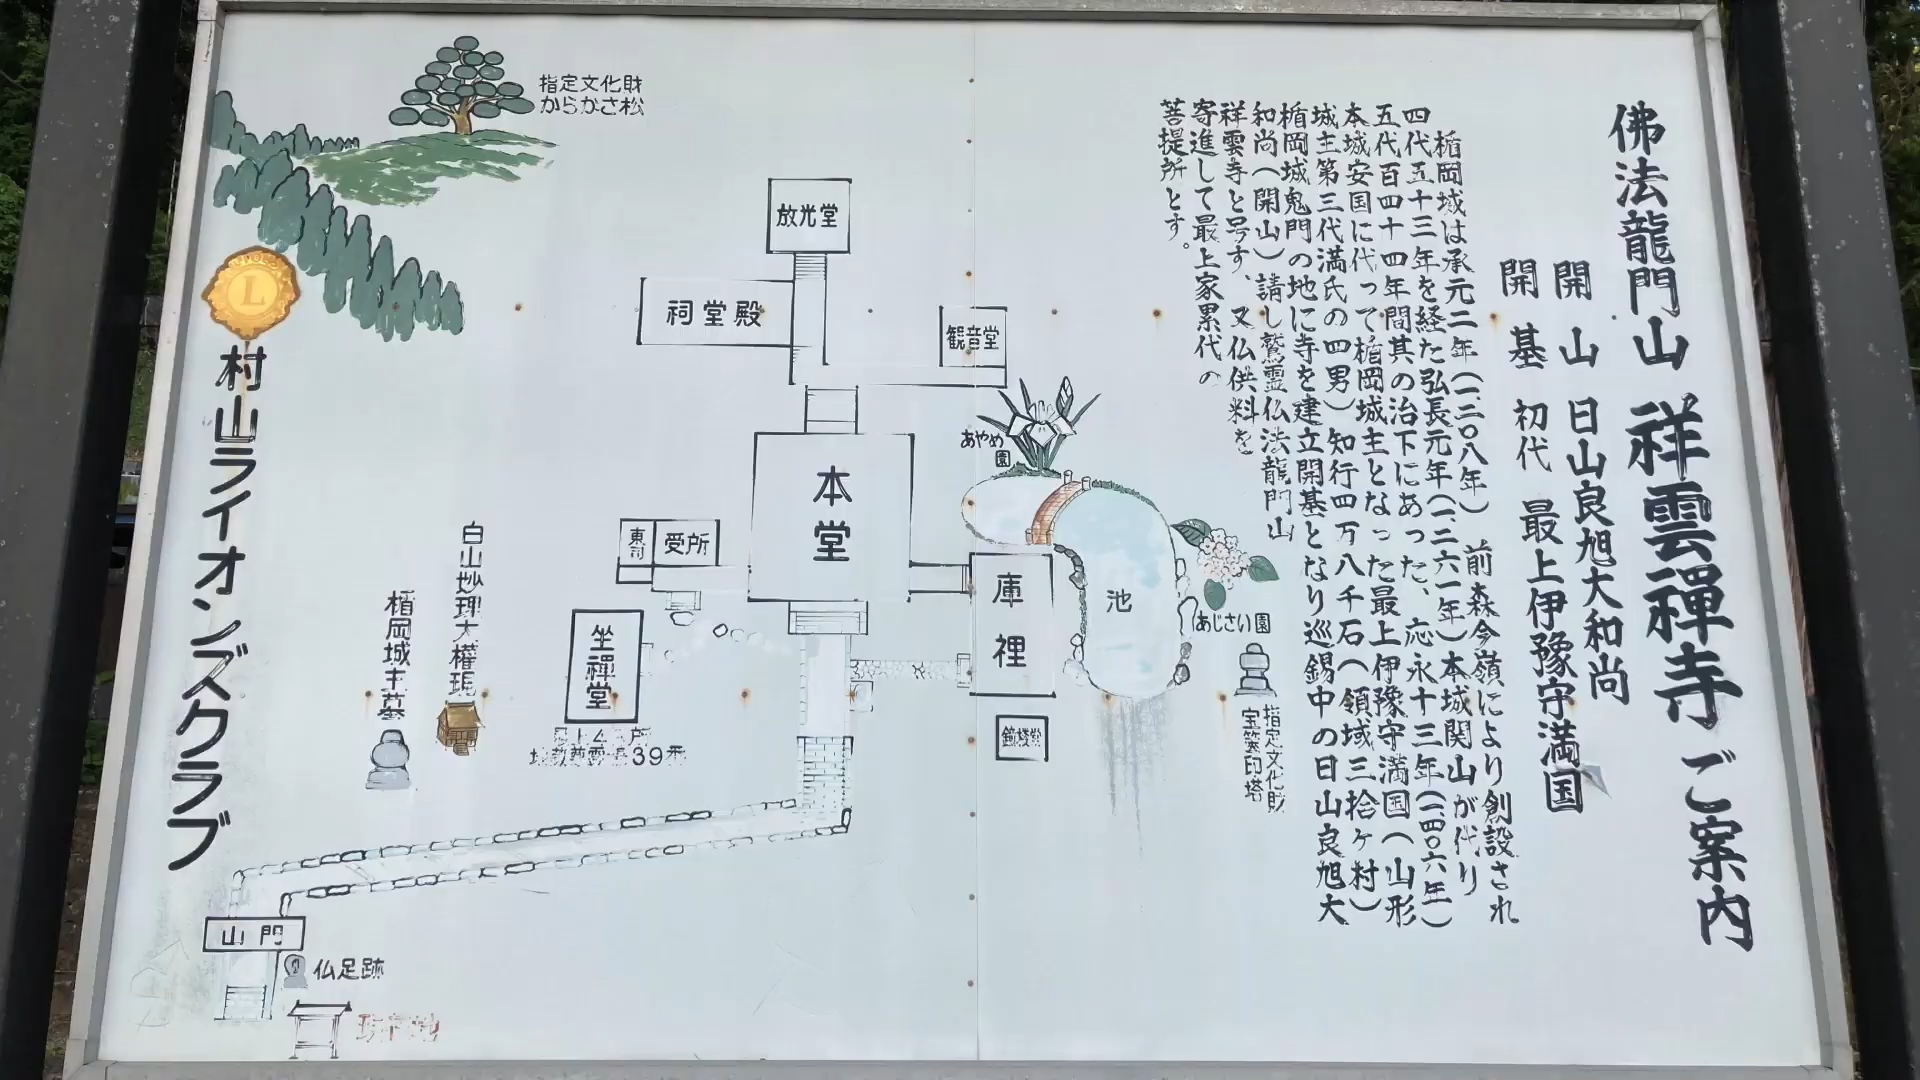 佛法龍門山 祥雲禪寺 ご案内
開山 日山良旭大和尚
開基 初代 最上伊豫守満国
楯岡城は承元二年(一二〇八年) 前森今嶺により創設され
四代五十三年を経た弘長元年(一二六一年)本城関山が代り
五代百四十四年間其の治下にあった、応永十三年(一四〇六年)
本城安国に代って楯岡城主となった最上伊豫守満国(山形
城主第三代満氏の四男)知行四万八千石(領域三拾ヶ村)
楯岡城鬼門の地に寺を建立開基となり巡錫中の日山良旭大
和尚(開山)請し鷲霊仏法龍門山
祥雲寺と号す、又仏供料を
寄進して最上家累代の
菩提所とす。
指定文化財
からかさ松
放光堂
祠堂殿
観音堂
本堂
あやめ
園
東司
受所
庫
裡
池
あじさい園
指定文化財
宝篋印塔
坐禪堂
鐘楼堂
39番
白山妙理大權現
楯岡城主墓
L
村山ライオンズクラブ
山門
仏足跡